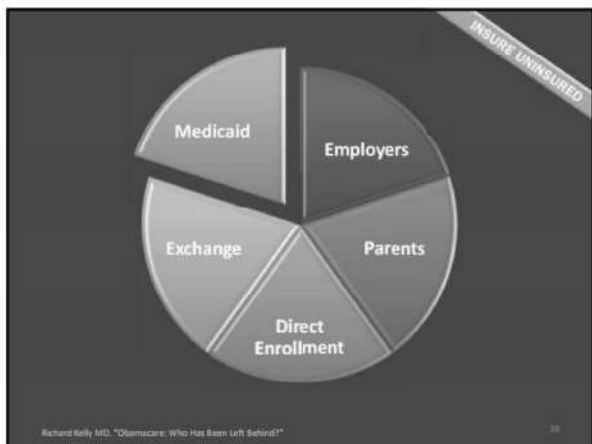 INSURE UNINSURED
Medicaid
Employers
Exchange
Parents
Direct
Enrollment
Richard Kelly MD. "Obamacare: Who Has Been Left Behind?"